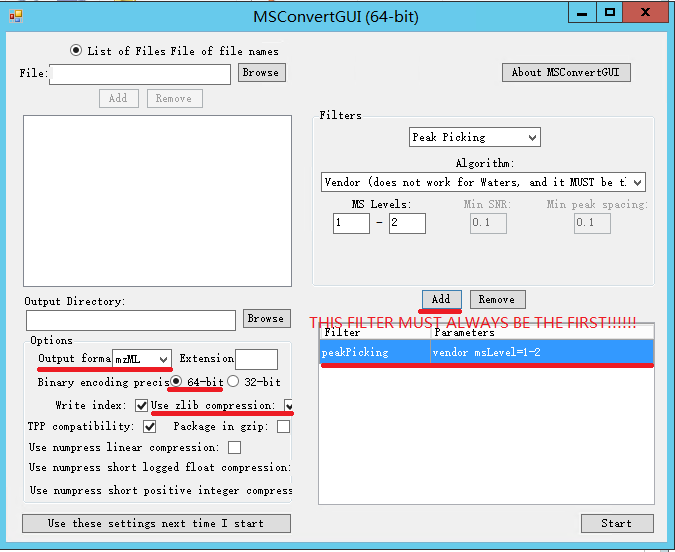 MSConvertGUI (64-bit)
List of Files File of file names
File: Browse
Add Remove
About MSConvertGUI
Filters
Peak Picking
Algorithm:
Vendor (does not work for Waters, and it MUST be t
MS Levels: Min SNR: Min peak spacing:
1 - 2 0.1 0.1
Output Directory:
Browse
Add Remove
THIS FILTER MUST ALWAYS BE THE FIRST!!!!!!
Filter Parameters
peakPicking vendor msLevel=1-2
Options
Output forma mzML Extension
Binary encoding precis 64-bit 32-bit
Write index: Use zlib compression:
TPP compatibility: Package in gzip:
Use numpress linear compression:
Use numpress short logged float compression:
Use numpress short positive integer compress
Use these settings next time I start
Start